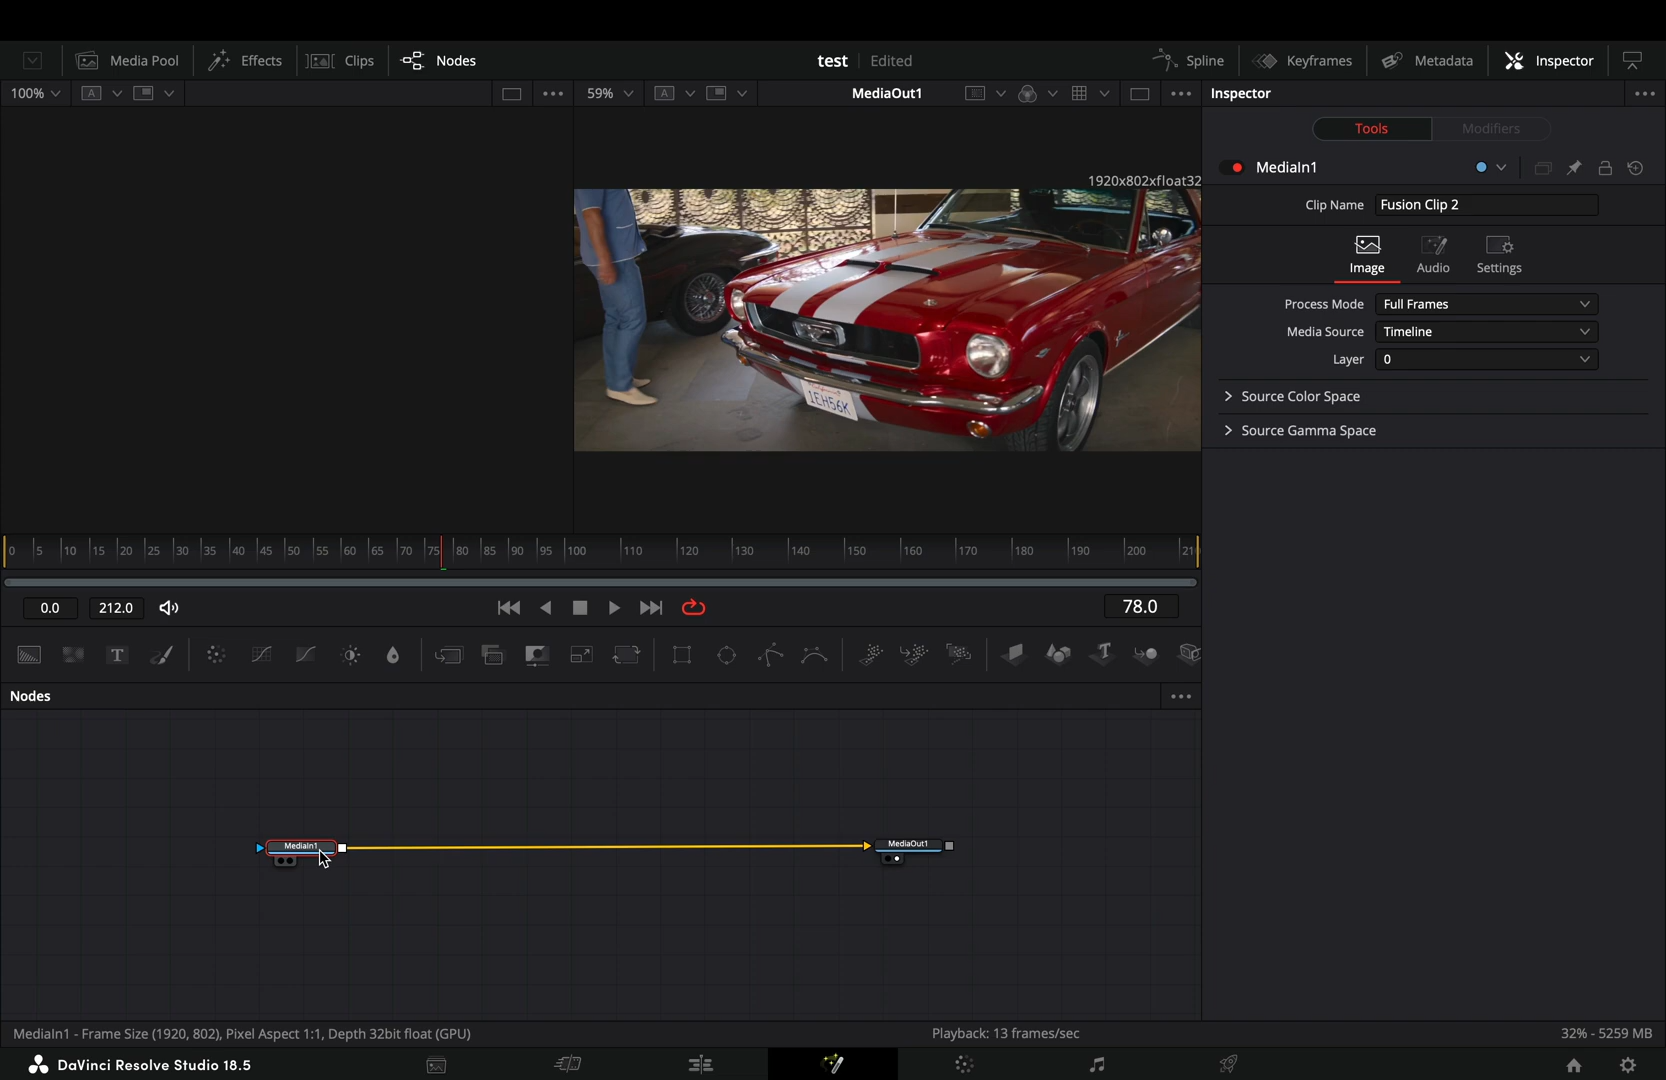 Media Pool Effects Clips Nodes test Edited Spline Keyframes Metadata Inspector
100% A 59% A MediaOut1 Inspector
Tools Modifiers
MediaIn1
1920x802xfloat32
Clip Name Fusion Clip 2
Image Audio Settings
Process Mode Full Frames
Media Source Timeline
Layer 0
Source Color Space
Source Gamma Space
1EH56K
0 5 10 15 20 25 30 35 40 45 50 55 60 65 70 75 80 85 90 95 100 110 120 130 140 150 160 170 180 190 200 21
0.0 212.0 78.0
T T
Nodes
MediaIn1 MediaOut1
MediaIn1 - Frame Size (1920, 802), Pixel Aspect 1:1, Depth 32bit float (GPU) Playback: 13 frames/sec 32% - 5259 MB
DaVinci Resolve Studio 18.5